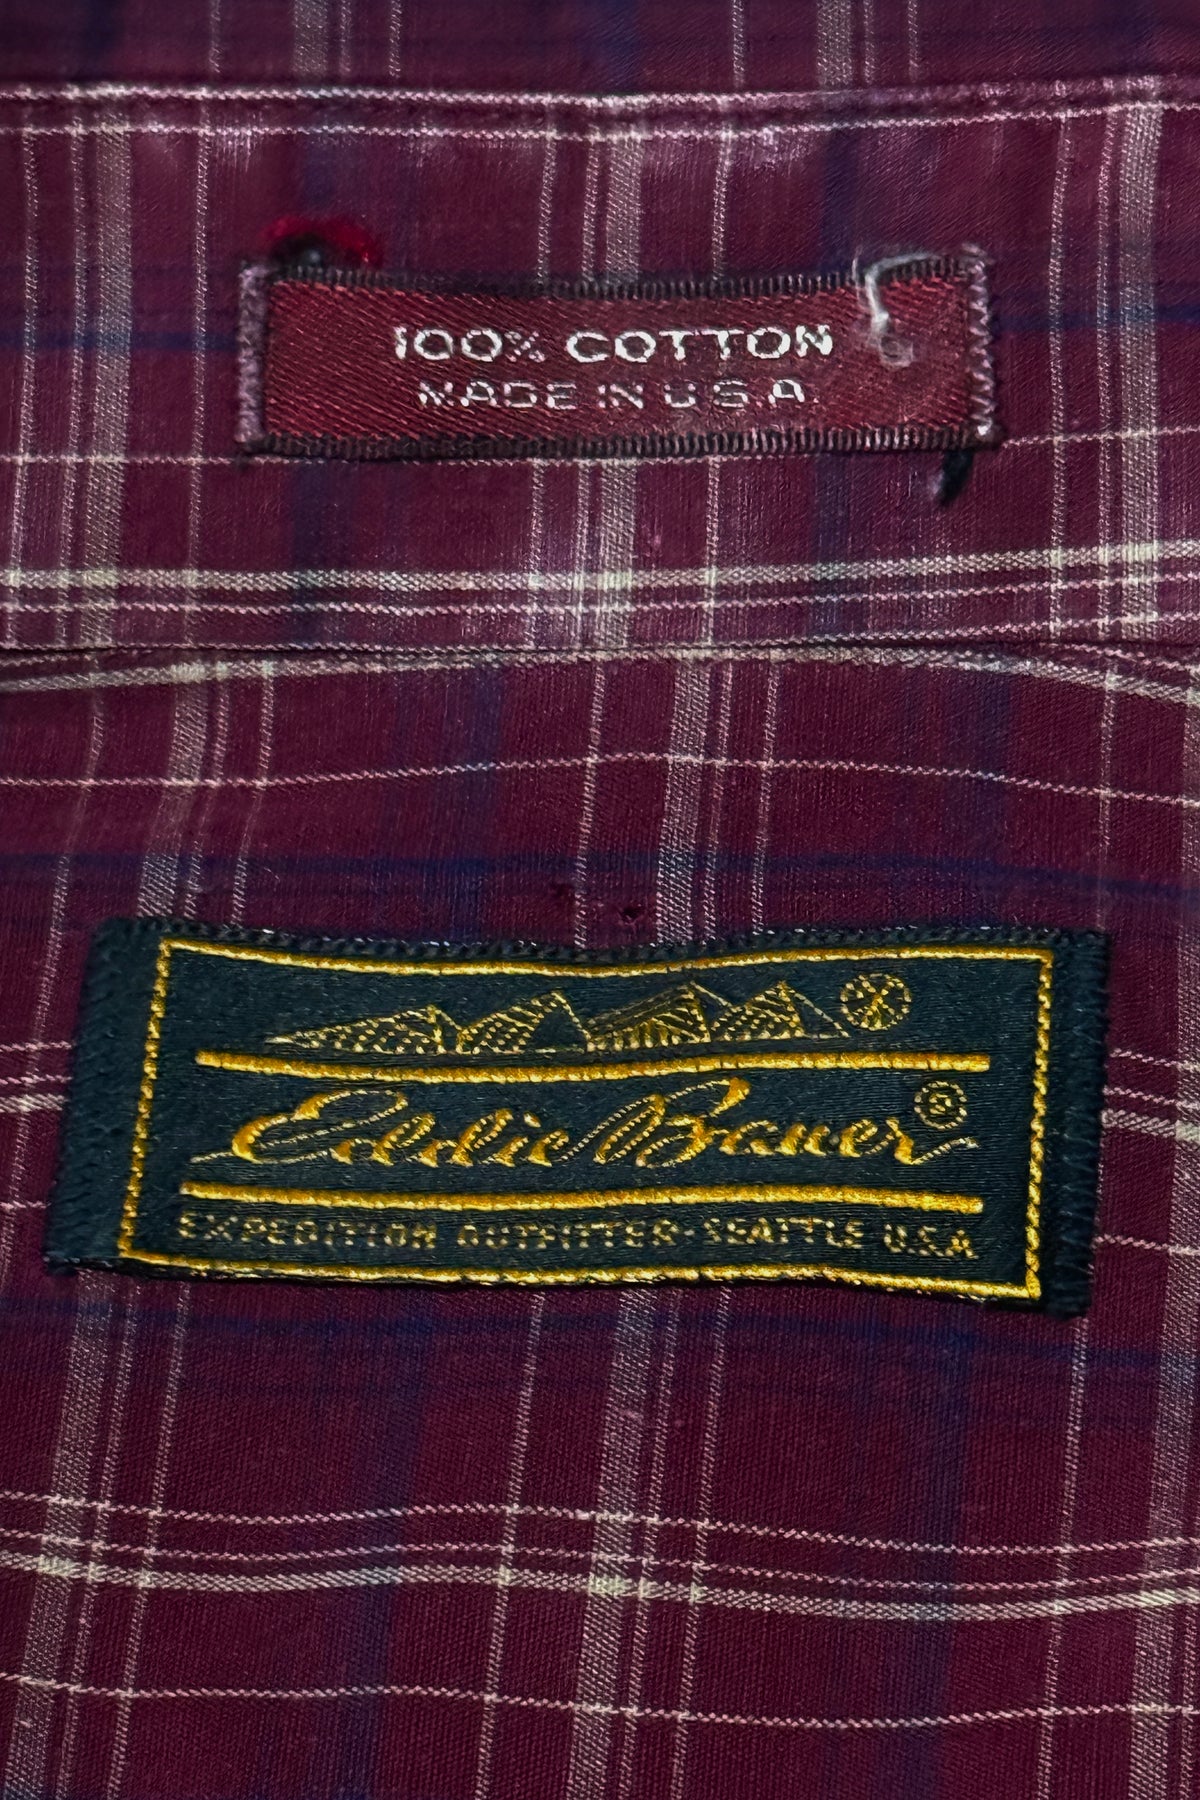 100% COTTON
MADE IN U.S.A.
Eddie Bauer®
EXPEDITION OUTFITTER·SEATTLE U.S.A